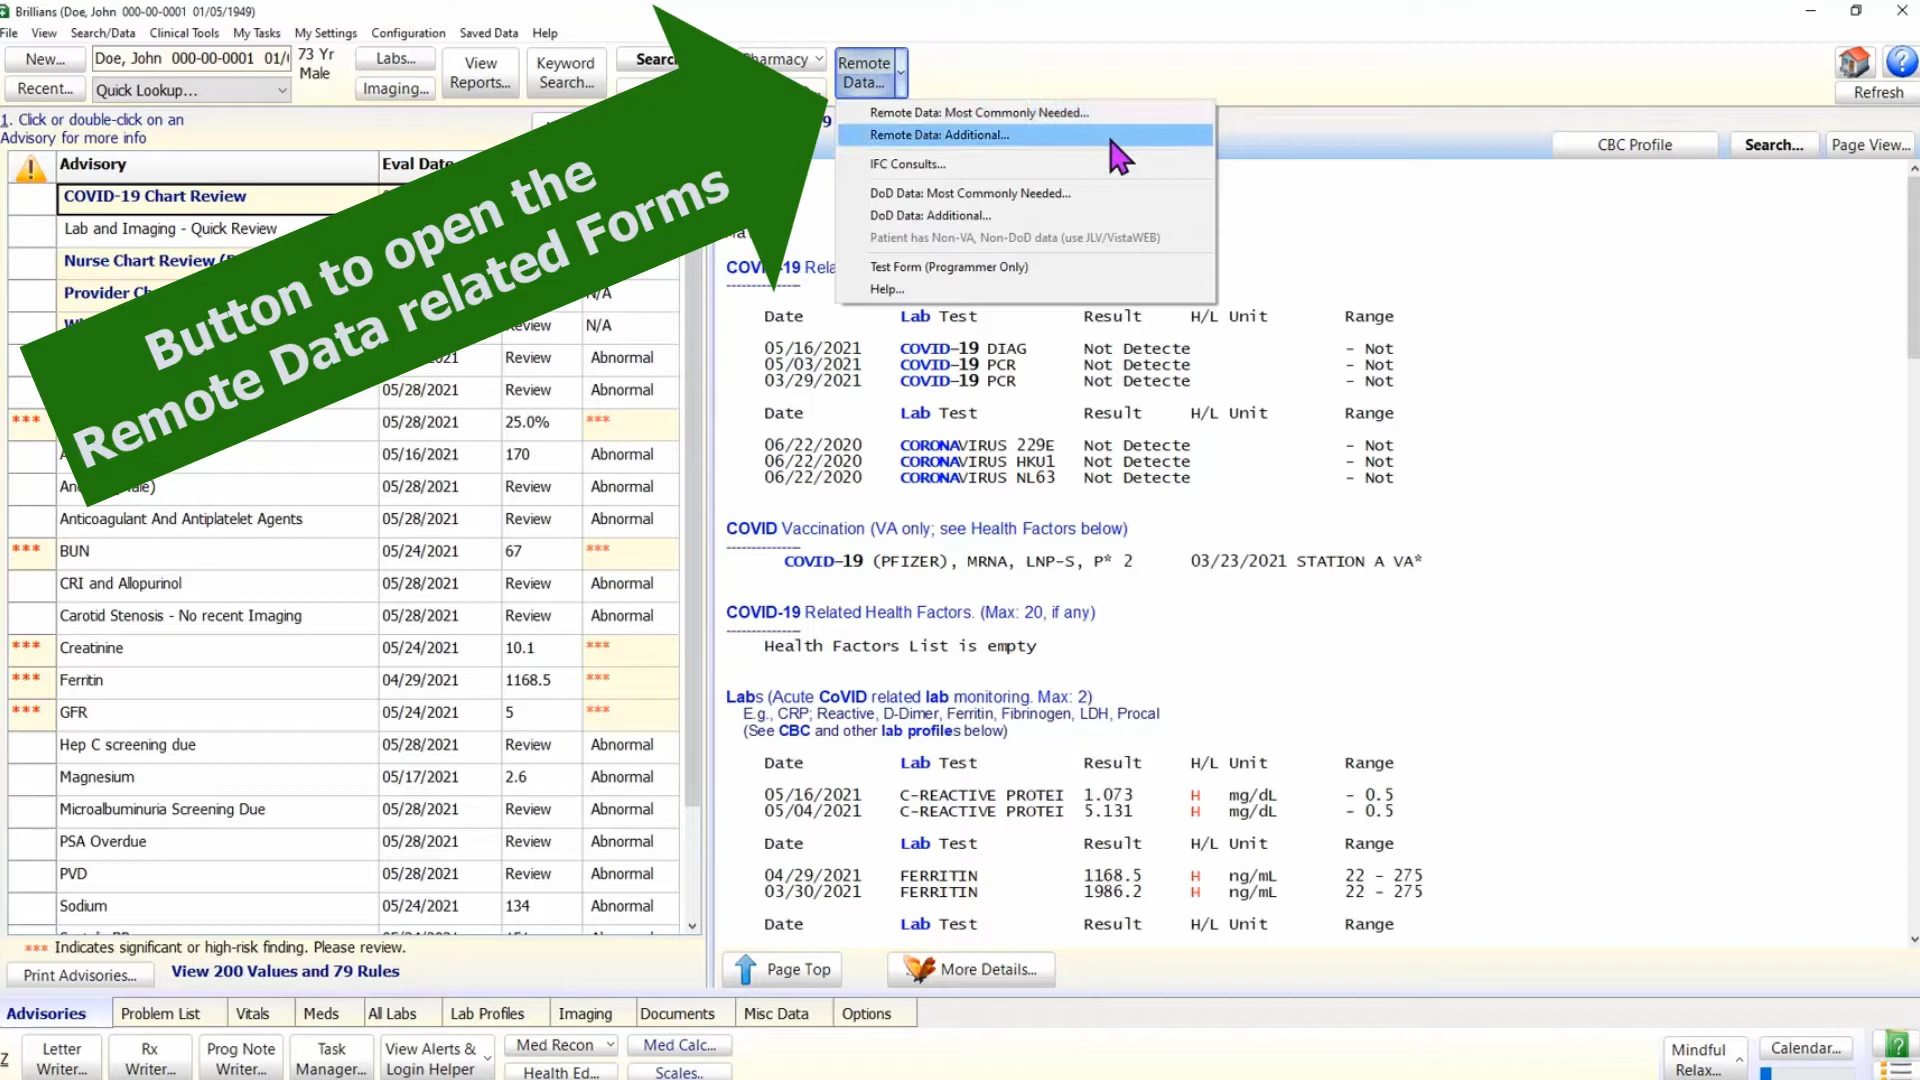 Brillians (Doe, John 000-00-0001 01/05/1949)
File View Search/Data Clinical Tools My Tasks My Settings Configuration Saved Data Help
New...
Doe, John 000-00-0001 01/
73 Yr
Male
Labs...
View
Reports...
Keyword
Search...
Pharmacy
Remote
Data...
Recent...
Quick Lookup...
Imaging...
Refresh
1. Click or double-click on an
Advisory for more info
CBC Profile
Search...
Page View...
Remote Data: Most Commonly Needed...
Remote Data: Additional...
IFC Consults...
DoD Data: Most Commonly Needed...
DoD Data: Additional...
Patient has Non-VA, Non-DoD data (use JLV/VistaWEB)
Test Form (Programmer Only)
Help...
Button to open the
Remote Data related Forms
Advisory Eval Date
COVID-19 Chart Review
Lab and Imaging - Quick Review
Nurse Chart Review
Provider
N/A
Review N/A
Review Abnormal
05/28/2021 Review Abnormal
*** 05/28/2021 25.0% ***
05/16/2021 170 Abnormal
05/28/2021 Review Abnormal
Anticoagulant And Antiplatelet Agents 05/28/2021 Review Abnormal
*** BUN 05/24/2021 67 ***
CRI and Allopurinol 05/28/2021 Review Abnormal
Carotid Stenosis - No recent Imaging 05/28/2021 Review Abnormal
*** Creatinine 05/24/2021 10.1 ***
*** Ferritin 04/29/2021 1168.5 ***
*** GFR 05/24/2021 5 ***
Hep C screening due 05/28/2021 Review Abnormal
Magnesium 05/17/2021 2.6 Abnormal
Microalbuminuria Screening Due 05/28/2021 Review Abnormal
PSA Overdue 05/28/2021 Review Abnormal
PVD 05/28/2021 Review Abnormal
Sodium 05/24/2021 134 Abnormal
*** Indicates significant or high-risk finding. Please review.
Print Advisories...
View 200 Values and 79 Rules
Date Lab Test Result H/L Unit Range
05/16/2021 COVID-19 DIAG Not Detecte - Not
05/03/2021 COVID-19 PCR Not Detecte - Not
03/29/2021 COVID-19 PCR Not Detecte - Not
Date Lab Test Result H/L Unit Range
06/22/2020 CORONAVIRUS 229E Not Detecte - Not
06/22/2020 CORONAVIRUS HKU1 Not Detecte - Not
06/22/2020 CORONAVIRUS NL63 Not Detecte - Not
COVID Vaccination (VA only; see Health Factors below)
COVID-19 (PFIZER), MRNA, LNP-S, P* 2 03/23/2021 STATION A VA*
COVID-19 Related Health Factors. (Max: 20, if any)
Health Factors List is empty
Labs (Acute CoVID related lab monitoring. Max: 2)
E.g., CRP; Reactive, D-Dimer, Ferritin, Fibrinogen, LDH, Procal
(See CBC and other lab profiles below)
Date Lab Test Result H/L Unit Range
05/16/2021 C-REACTIVE PROTEI 1.073 H mg/dL - 0.5
05/04/2021 C-REACTIVE PROTEI 5.131 H mg/dL - 0.5
Date Lab Test Result H/L Unit Range
04/29/2021 FERRITIN 1168.5 H ng/mL 22 - 275
03/30/2021 FERRITIN 1986.2 H ng/mL 22 - 275
Date Lab Test Result H/L Unit Range
Page Top
More Details...
Advisories Problem List Vitals Meds All Labs Lab Profiles Imaging Documents Misc Data Options
Z
Letter
Writer...
Rx
Writer...
Prog Note
Writer...
Task
Manager...
View Alerts &
Login Helper
Med Recon
Health Ed...
Med Calc...
Scales..
Mindful
Relax...
Calendar...